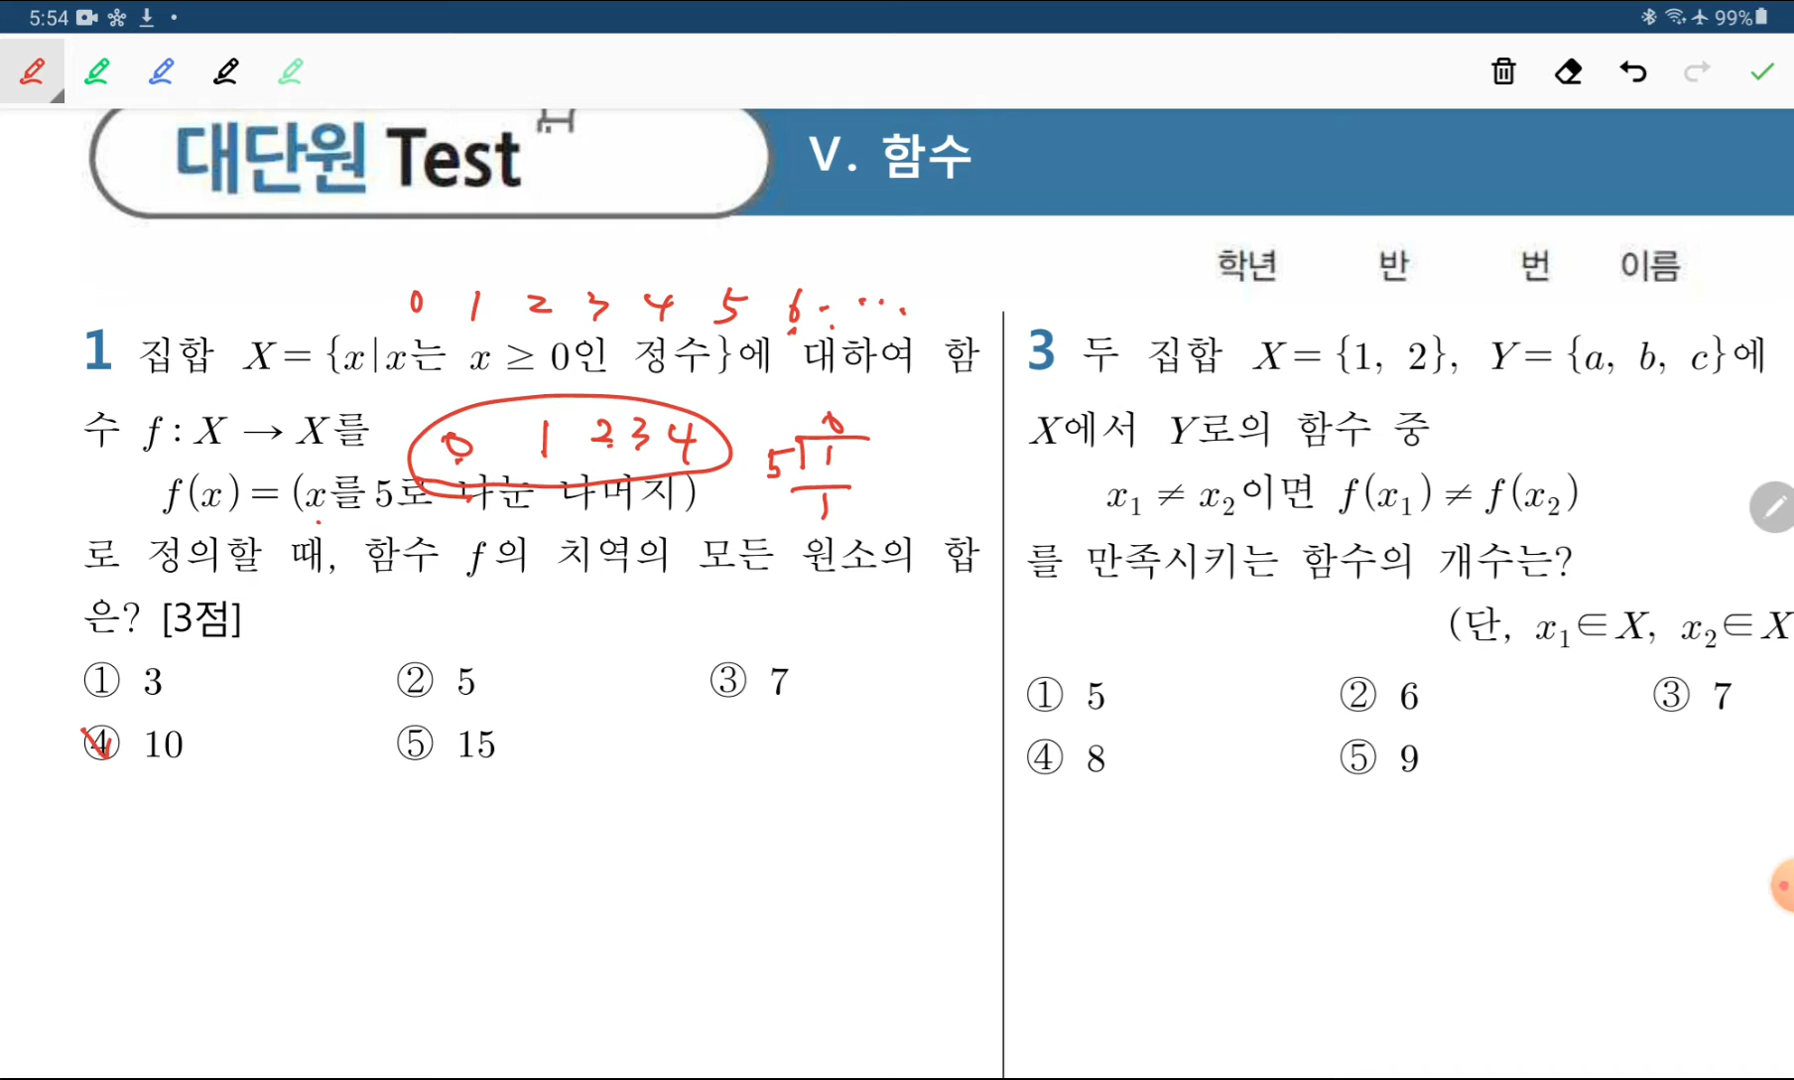 5:54
99%
대단원 Test
V. 함수
학년 반 번 이름
0 1 2 3 4 5 6 - ...
1 집합 X = {x|x는 x ≥ 0인 정수}에 대하여 함
수 f : X → X를
0 1 2 3 4
f(x) = (x를 5로 나눈 나머지)
0
5 1
1
로 정의할 때, 함수 f의 치역의 모든 원소의 합
은? [3점]
① 3 ② 5 ③ 7
④ 10 ⑤ 15
3 두 집합 X = {1, 2}, Y = {a, b, c}에
X에서 Y로의 함수 중
x₁ ≠ x₂이면 f(x₁) ≠ f(x₂)
를 만족시키는 함수의 개수는?
(단, x₁∈X, x₂∈X
① 5 ② 6 ③ 7
④ 8 ⑤ 9